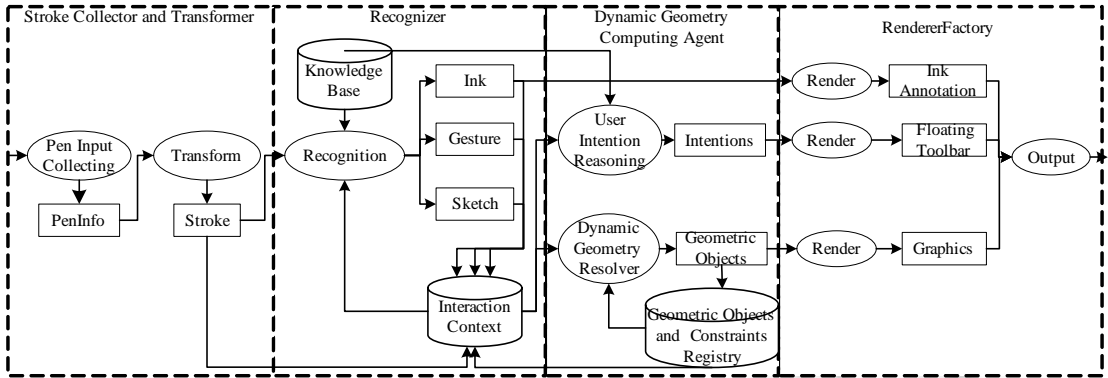 Stroke Collector and Transformer
Recognizer
Dynamic Geometry
Computing Agent
RendererFactory
Knowledge
Base
Ink
Render
Ink
Annotation
Pen Input
Collecting
Transform
Recognition
Gesture
User
Intention
Reasoning
Intentions
Render
Floating
Toolbar
Output
PenInfo
Stroke
Sketch
Dynamic
Geometry
Resolver
Geometric
Objects
Render
Graphics
Interaction
Context
Geometric Objects
and Constraints
Registry